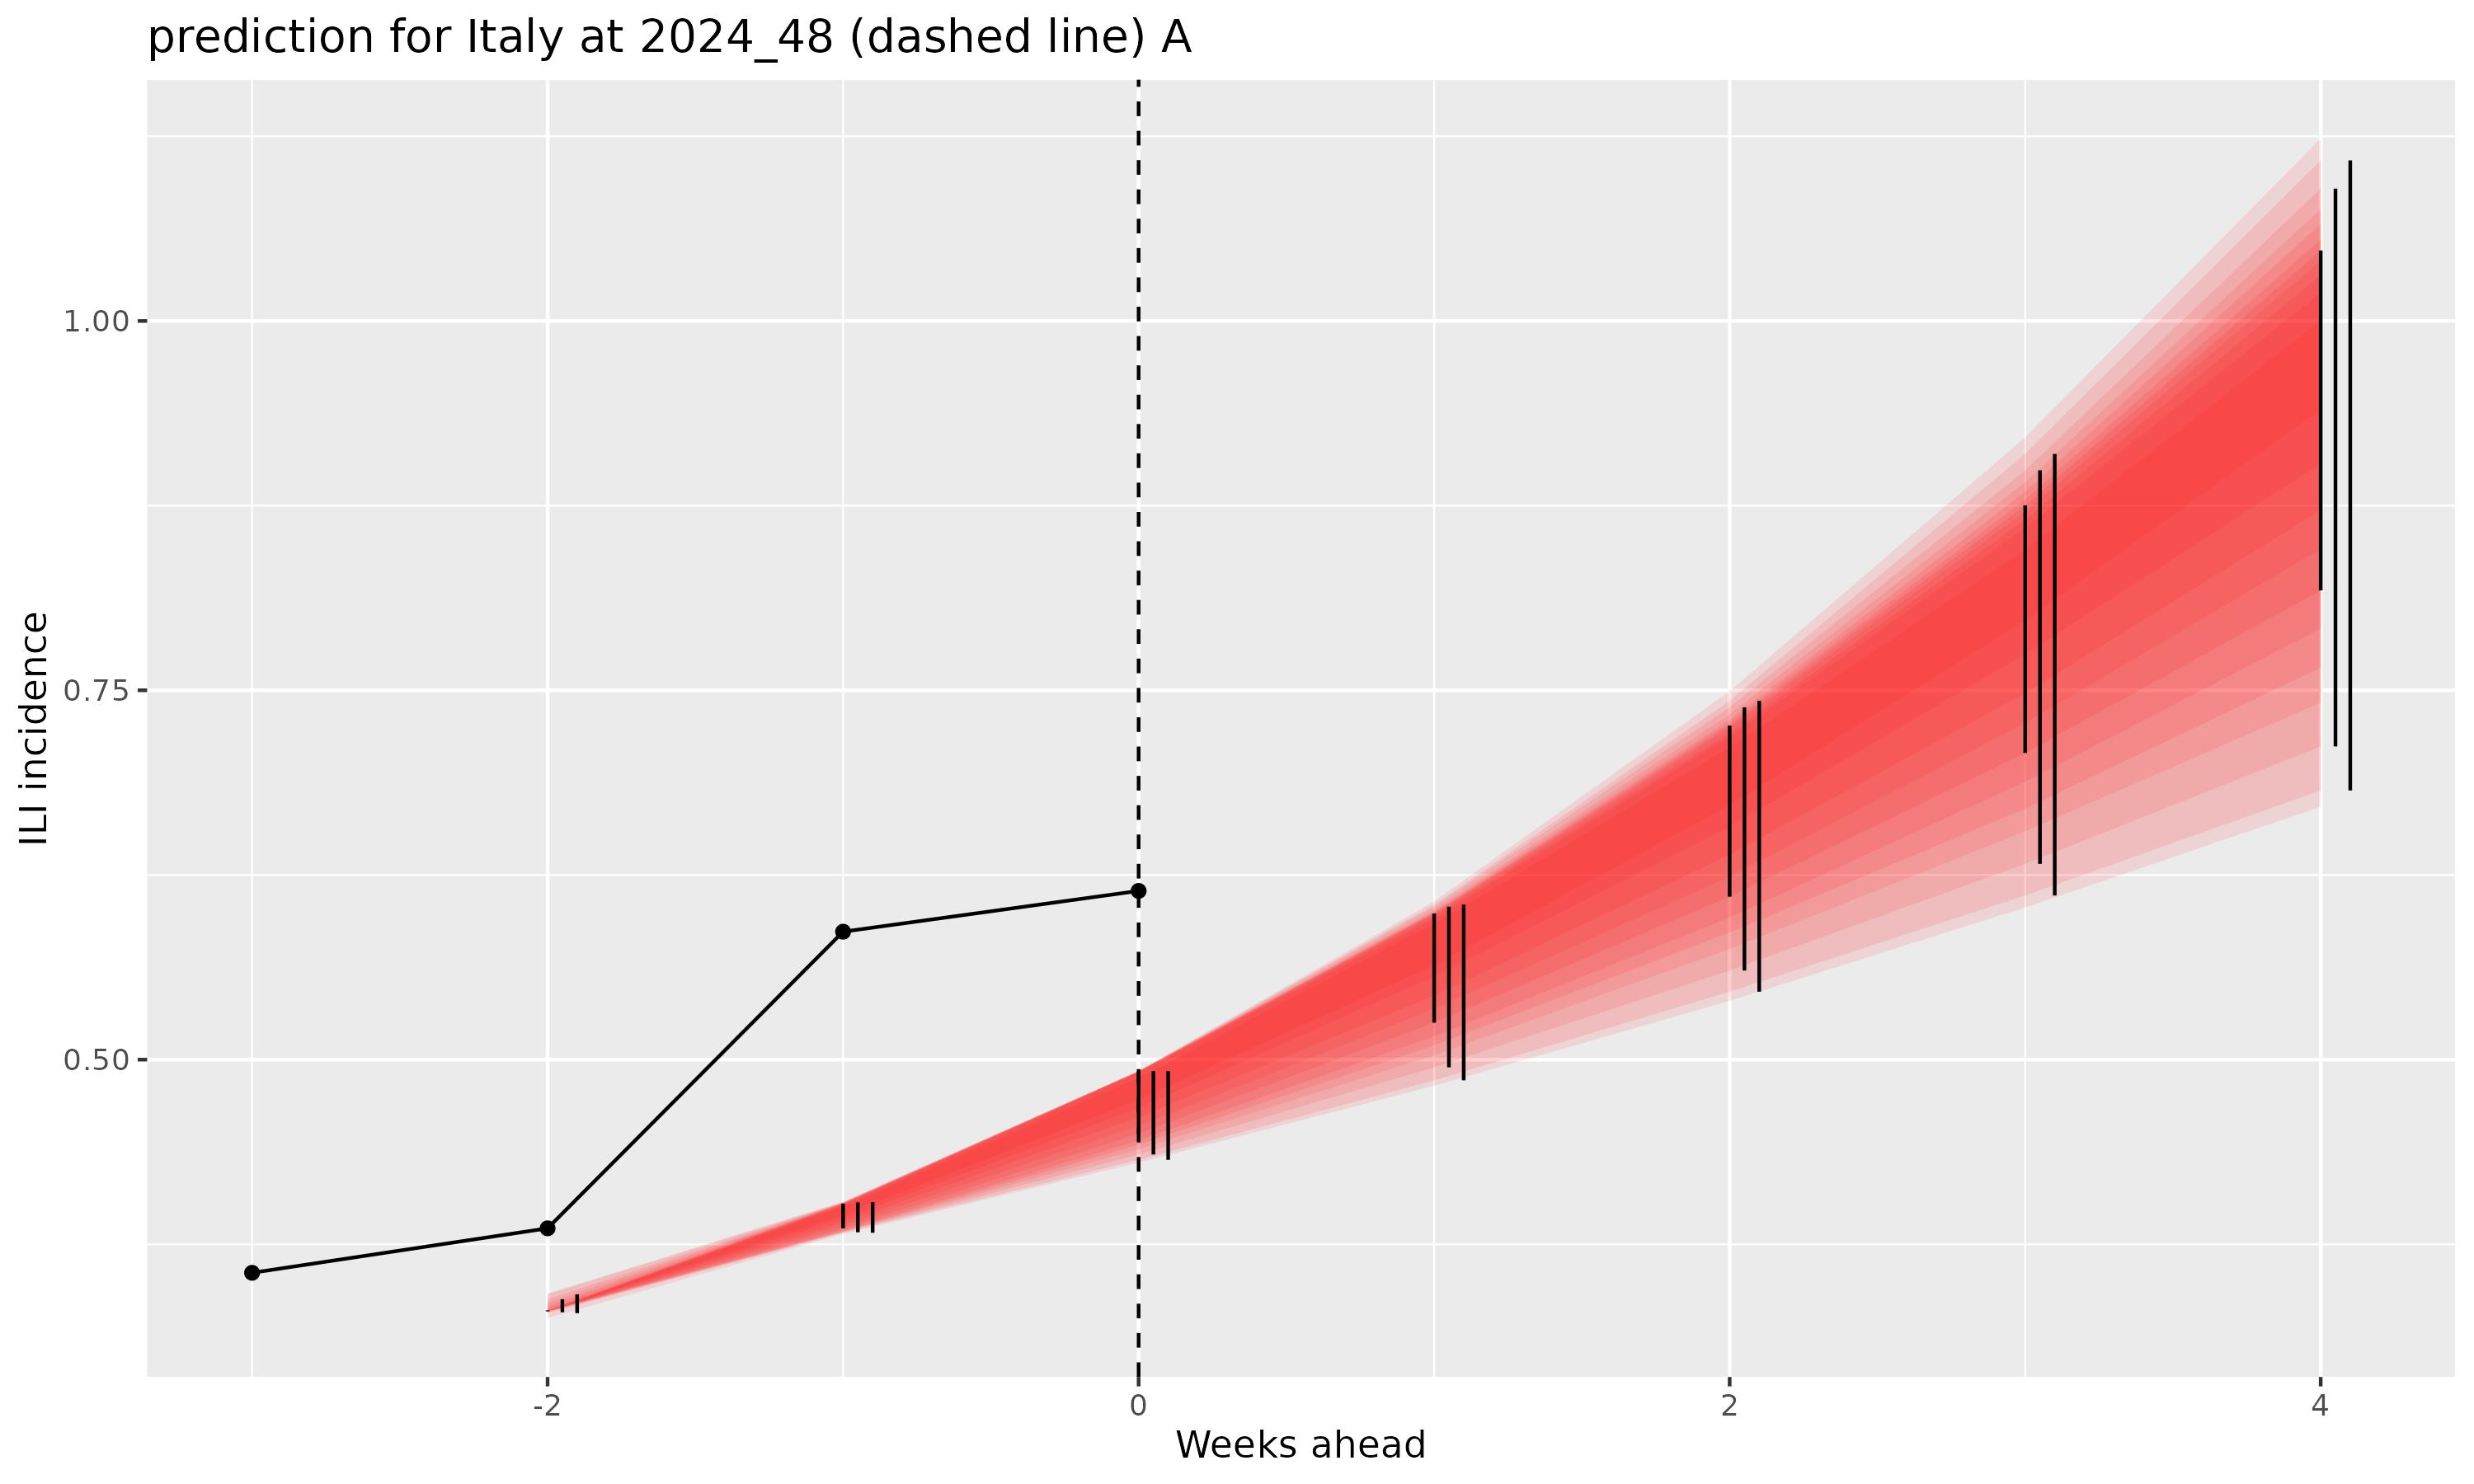 prediction for Italy at 2024_48 (dashed line) A
ILI incidence
1.00
0.75
0.50
-2
0
2
4
Weeks ahead